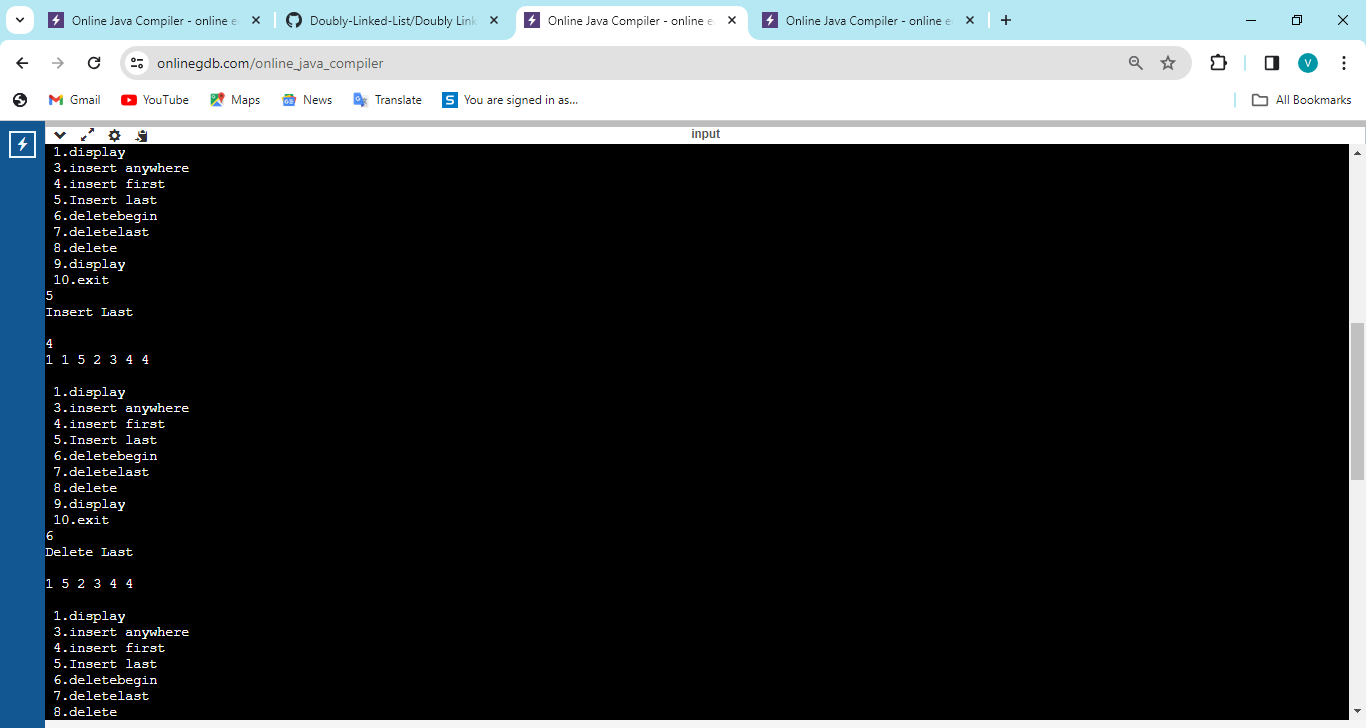 Online Java Compiler - online e
Doubly-Linked-List/Doubly Link
Online Java Compiler - online e
Online Java Compiler - online e
onlinegdb.com/online_java_compiler
V
Gmail
YouTube
Maps
News
Translate
S
You are signed in as...
All Bookmarks
input
1.display
3.insert anywhere
4.insert first
5.Insert last
6.deletebegin
7.deletelast
8.delete
9.display
10.exit
5
Insert Last
4
1 1 5 2 3 4 4
1.display
3.insert anywhere
4.insert first
5.Insert last
6.deletebegin
7.deletelast
8.delete
9.display
10.exit
6
Delete Last
1 5 2 3 4 4
1.display
3.insert anywhere
4.insert first
5.Insert last
6.deletebegin
7.deletelast
8.delete